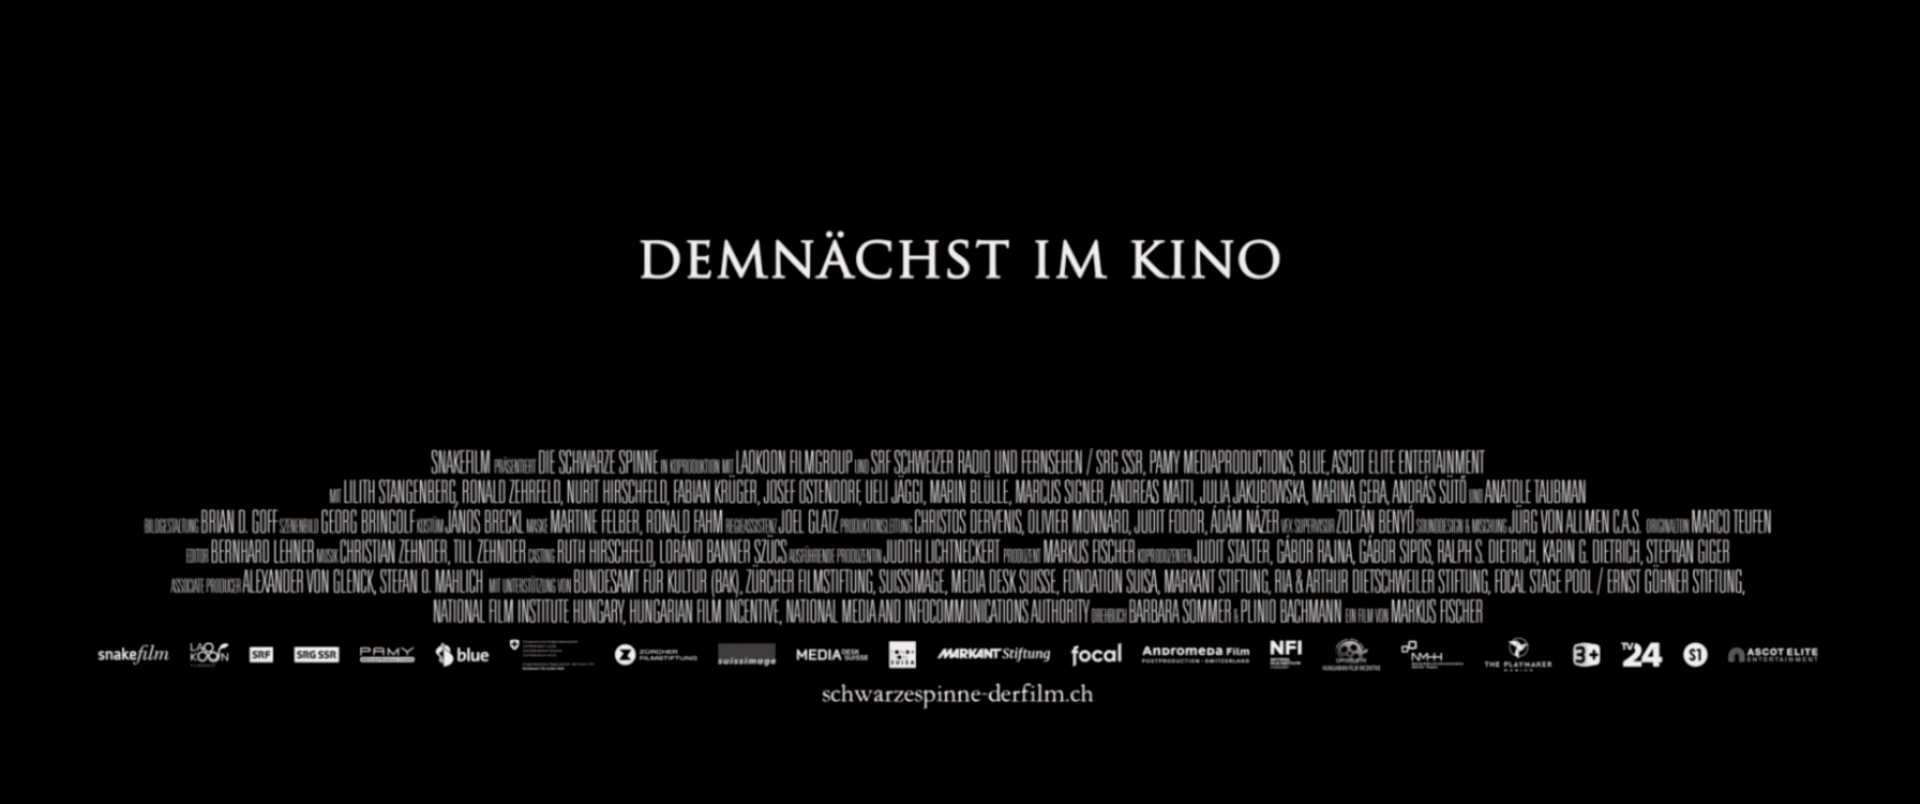 DEMNÄCHST IM KINO
SNAKEFILM PRÄSENTIERT DIE SCHWARZE SPINNE IN KOPRODUKTION MIT LAOKOON FILMGROUP UND SRF SCHWEIZER RADIO UND FERNSEHEN / SRG SSR, PAMY MEDIAPRODUCTIONS, BLUE, ASCOT ELITE ENTERTAINMENT
MIT LILITH STANGENBERG, RONALD ZEHRFELD, NURIT HIRSCHFELD, FABIAN KRÜGER, JOSEF OSTENDORF, UELI JÄGGI, MARIN BLÜLLE, MARCUS SIGNER, ANDREAS MATTI, JULIA JAKUBOWSKA, MARINA GERA, ANDRÁS SÜTŐ UND ANATOLE TAUBMAN
BILDGESTALTUNG BRIAN D. GOFF SZENENBILD GEORG BRINGOLF KOSTÜM JÁNOS BRECKL MASKE MARTINE FELBER, RONALD FAHM REGIEASSISTENZ JOEL GLATZ PRODUKTIONSLEITUNG CHRISTOS DERVENIS, OLIVER MONNARD, JUDIT FODOR, ÁDÁM NÁZER VFX SUPERVISOR ZOLTÁN BENYÓ SOUNDDESIGN & MISCHUNG JÜRG VON ALLMEN C.A.S. ORIGINALTON MARCO TEUFEN
EDITOR BERNHARD LEHNER MUSIK CHRISTIAN ZEHNDER, TILL ZEHNDER CASTING RUTH HIRSCHFELD, LORÁND BANNER SZŰCS AUSFÜHRENDE PRODUZENTIN JUDITH LICHTNECKERT PRODUZENT MARKUS FISCHER KOPRODUZENTEN JUDIT STALTER, GÁBOR RAJNA, GÁBOR SIPOS, RALPH S. DIETRICH, KARIN G. DIETRICH, STEPHAN GIGER
ASSOCIATE PRODUCER ALEXANDER VON GLENCK, STEFAN D. MAHLICH MIT UNTERSTÜTZUNG VON BUNDESAMT FÜR KULTUR (BAK), ZÜRCHER FILMSTIFTUNG, SUISSIMAGE, MEDIA DESK SUISSE, FONDATION SUISA, MARKANT STIFTUNG, RIA & ARTHUR DIETSCHWEILER STIFTUNG, FOCAL STAGE POOL / ERNST GÖHNER STIFTUNG,
NATIONAL FILM INSTITUTE HUNGARY, HUNGARIAN FILM INCENTIVE, NATIONAL MEDIA AND INFOCOMMUNICATIONS AUTHORITY DREHBUCH BARBARA SOMMER & PLINIO BACHMANN EIN FILM VON MARKUS FISCHER
snakefilm LAOKOON SRF SRG SSR PAMY blue ZÜRCHER FILMSTIFTUNG suissimage MEDIA DESK SUISSE MARKANT Stiftung focal Andromeda Film POSTPRODUCTION - SWITZERLAND NFI HUNGARIAN FILM INCENTIVE NMHH THE PLAYMAKER MUNICH 3+ TV24 S1 ASCOT ELITE ENTERTAINMENT
schwarzespinne-derfilm.ch